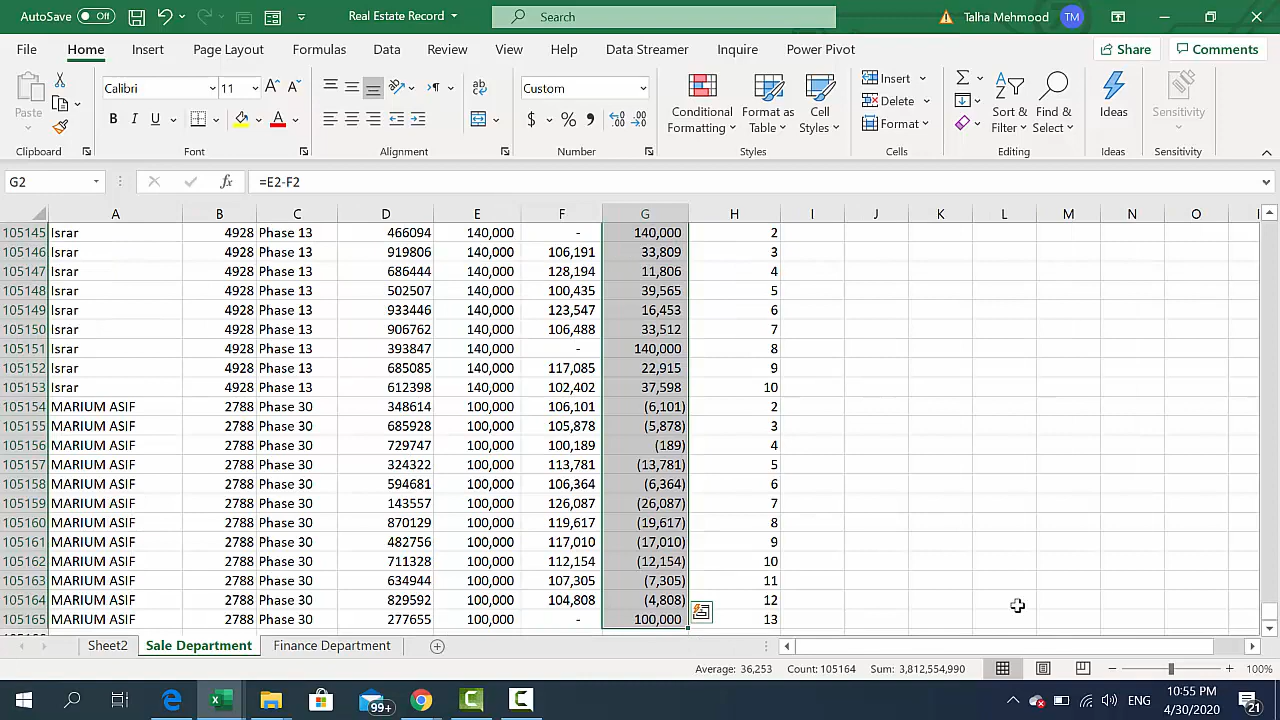 AutoSave Off Real Estate Record Search Talha Mehmood TM
File Home Insert Page Layout Formulas Data Review View Help Data Streamer Inquire Power Pivot Share Comments
Paste Calibri 11 Custom Conditional Formatting Format as Table Cell Styles Insert Delete Format Sort & Filter Find & Select Ideas Sensitivity
Clipboard Font Alignment Number Styles Cells Editing Ideas Sensitivity
G2 fx =E2-F2
A B C D E F G H I J K L M N O
105145 Israr 4928 Phase 13 466094 140,000 - 140,000 2
105146 Israr 4928 Phase 13 919806 140,000 106,191 33,809 3
105147 Israr 4928 Phase 13 686444 140,000 128,194 11,806 4
105148 Israr 4928 Phase 13 502507 140,000 100,435 39,565 5
105149 Israr 4928 Phase 13 933446 140,000 123,547 16,453 6
105150 Israr 4928 Phase 13 906762 140,000 106,488 33,512 7
105151 Israr 4928 Phase 13 393847 140,000 - 140,000 8
105152 Israr 4928 Phase 13 685085 140,000 117,085 22,915 9
105153 Israr 4928 Phase 13 612398 140,000 102,402 37,598 10
105154 MARIUM ASIF 2788 Phase 30 348614 100,000 106,101 (6,101) 2
105155 MARIUM ASIF 2788 Phase 30 685928 100,000 105,878 (5,878) 3
105156 MARIUM ASIF 2788 Phase 30 729747 100,000 100,189 (189) 4
105157 MARIUM ASIF 2788 Phase 30 324322 100,000 113,781 (13,781) 5
105158 MARIUM ASIF 2788 Phase 30 594681 100,000 106,364 (6,364) 6
105159 MARIUM ASIF 2788 Phase 30 143557 100,000 126,087 (26,087) 7
105160 MARIUM ASIF 2788 Phase 30 870129 100,000 119,617 (19,617) 8
105161 MARIUM ASIF 2788 Phase 30 482756 100,000 117,010 (17,010) 9
105162 MARIUM ASIF 2788 Phase 30 711328 100,000 112,154 (12,154) 10
105163 MARIUM ASIF 2788 Phase 30 634944 100,000 107,305 (7,305) 11
105164 MARIUM ASIF 2788 Phase 30 829592 100,000 104,808 (4,808) 12
105165 MARIUM ASIF 2788 Phase 30 277655 100,000 - 100,000 13
Sheet2 Sale Department Finance Department
Average: 36,253 Count: 105164 Sum: 3,812,554,990 100%
99+ ENG 10:55 PM 21
4/30/2020